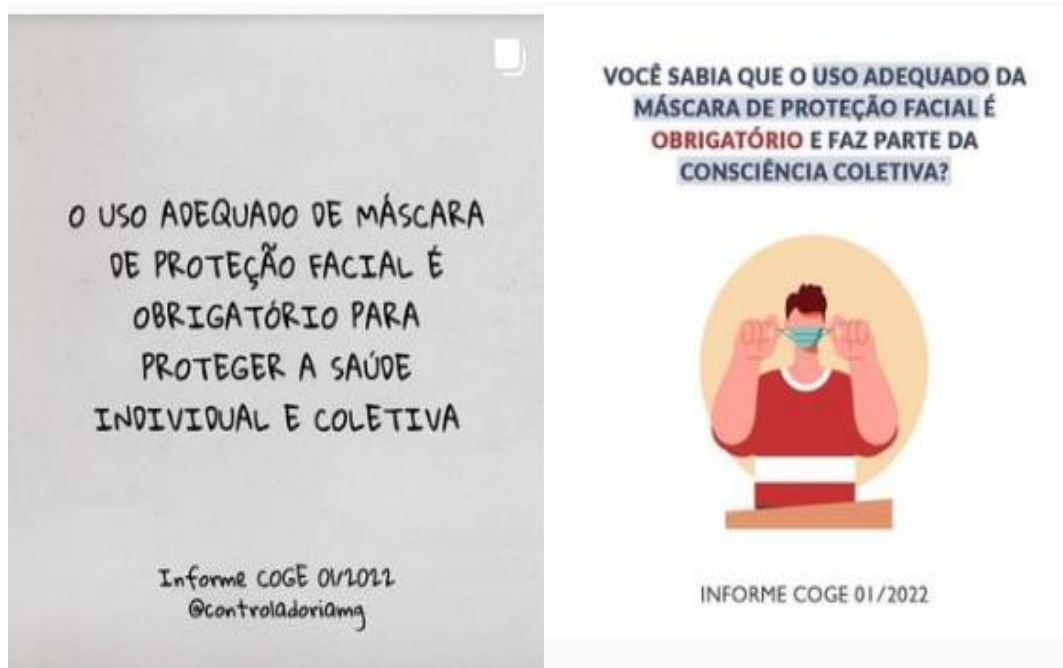 O USO ADEQUADO DE MÁSCARA
DE PROTEÇÃO FACIAL É
OBRIGATÓRIO PARA
PROTEGER A SAÚDE
INDIVIDUAL E COLETIVA
Informe COGE 01/2022
@controladoriamg
VOCÊ SABIA QUE O USO ADEQUADO DA
MÁSCARA DE PROTEÇÃO FACIAL É
OBRIGATÓRIO E FAZ PARTE DA
CONSCIÊNCIA COLETIVA?
INFORME COGE 01/2022